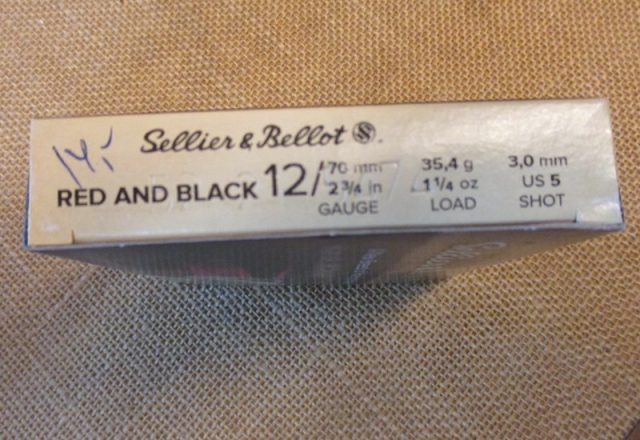 14,-
Sellier & Bellot S&B.
RED AND BLACK 12/ 70 mm 2 3/4 in GAUGE
35,4 g 1 1/4 oz LOAD
3,0 mm US 5 SHOT